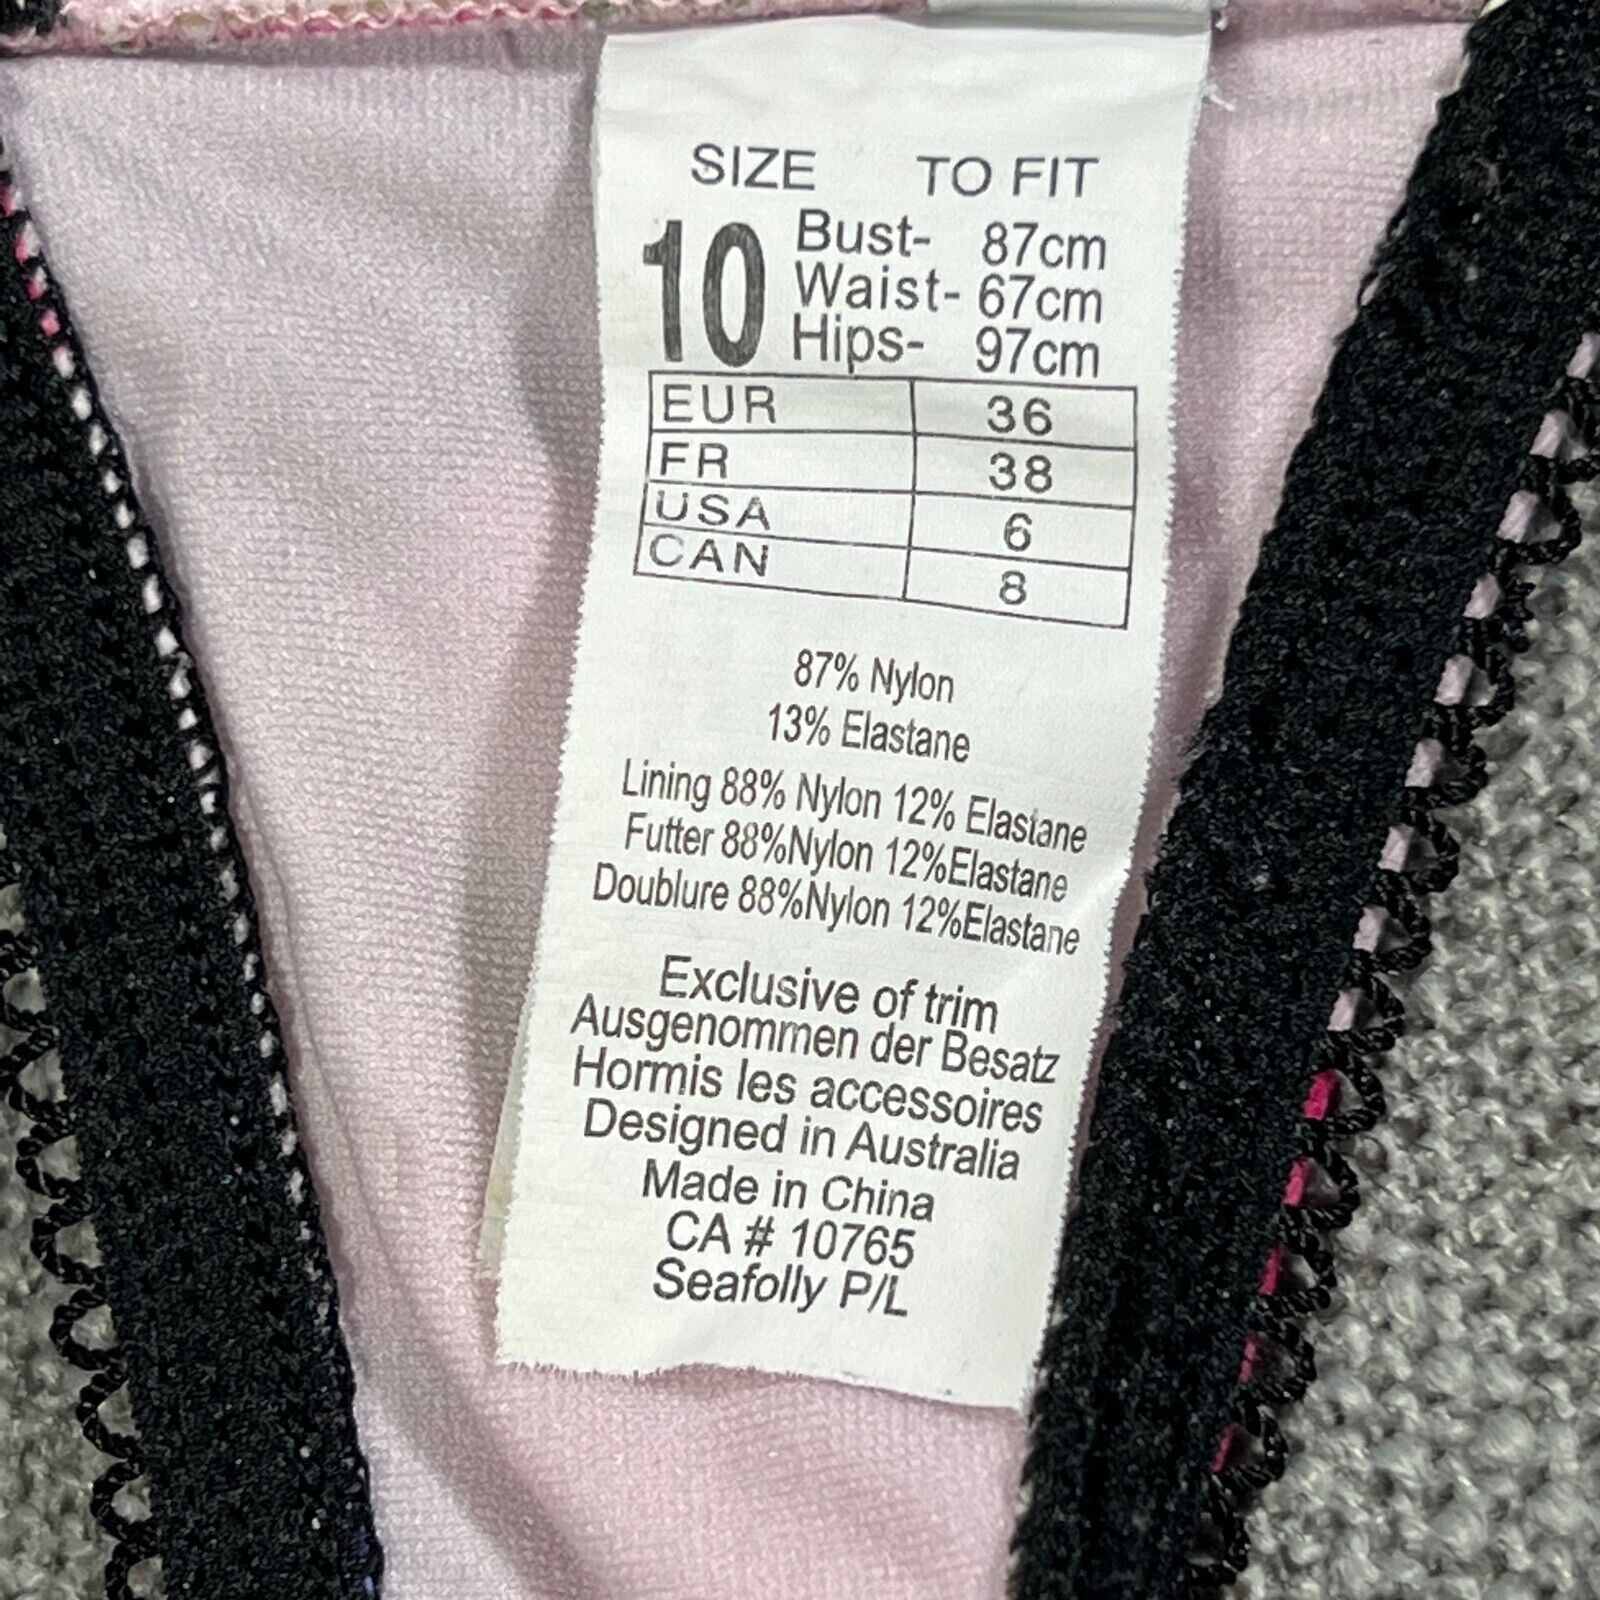 SIZE TO FIT
10 Bust- 87cm
Waist- 67cm
Hips- 97cm
EUR 36
FR 38
USA 6
CAN 8
87% Nylon
13% Elastane
Lining 88% Nylon 12% Elastane
Futter 88%Nylon 12%Elastane
Doublure 88%Nylon 12%Elastane
Exclusive of trim
Ausgenommen der Besatz
Hormis les accessoires
Designed in Australia
Made in China
CA # 10765
Seafolly P/L